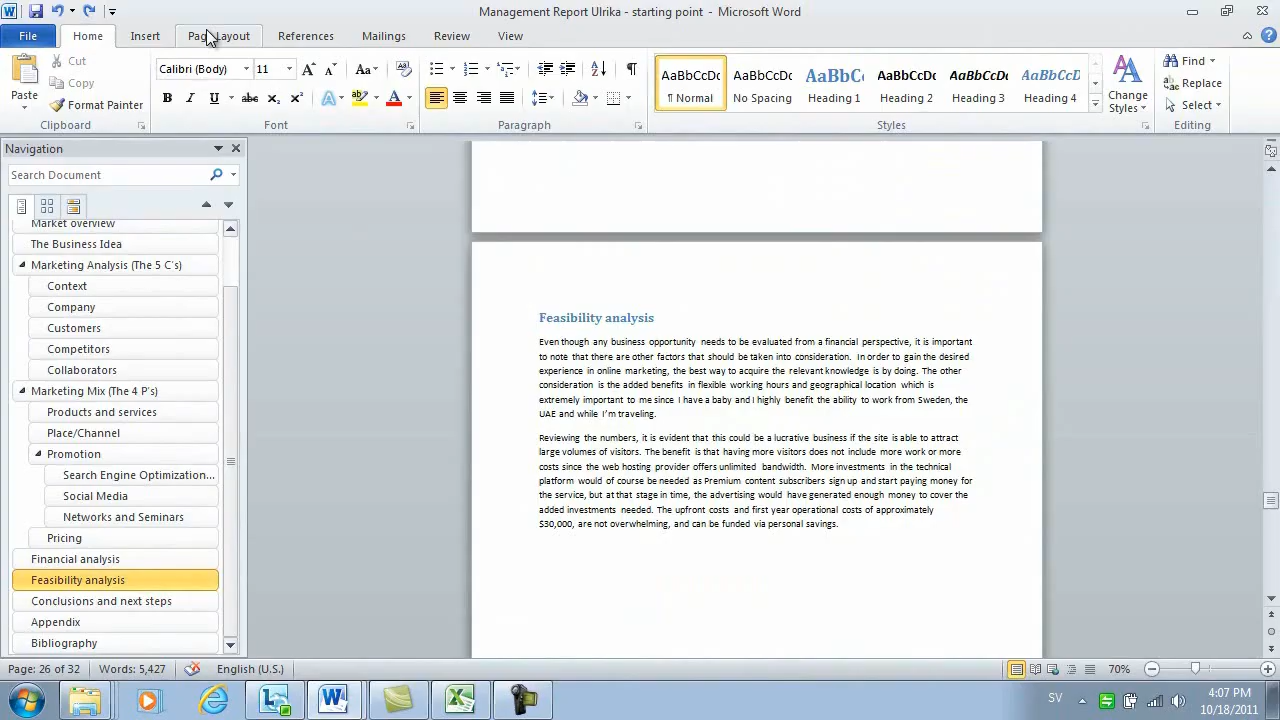 Management Report Ulrika - starting point - Microsoft Word
File Home Insert Page Layout References Mailings Review View
Paste
Cut
Copy
Format Painter
Clipboard
Calibri (Body) 11
Font
Paragraph
AaBbCcDc AaBbCcDc AaBbCc AaBbCcDc AaBbCcDc AaBbCcDc
¶ Normal No Spacing Heading 1 Heading 2 Heading 3 Heading 4
Change Styles
Styles
Find
Replace
Select
Editing
Navigation
Search Document
Market overview
The Business Idea
Marketing Analysis (The 5 C's)
Context
Company
Customers
Competitors
Collaborators
Marketing Mix (The 4 P's)
Products and services
Place/Channel
Promotion
Search Engine Optimization...
Social Media
Networks and Seminars
Pricing
Financial analysis
Feasibility analysis
Conclusions and next steps
Appendix
Bibliography
Feasibility analysis
Even though any business opportunity needs to be evaluated from a financial perspective, it is important
to note that there are other factors that should be taken into consideration. In order to gain the desired
experience in online marketing, the best way to acquire the relevant knowledge is by doing. The other
consideration is the added benefits in flexible working hours and geographical location which is
extremely important to me since I have a baby and I highly benefit the ability to work from Sweden, the
UAE and while I'm traveling.
Reviewing the numbers, it is evident that this could be a lucrative business if the site is able to attract
large volumes of visitors. The benefit is that having more visitors does not include more work or more
costs since the web hosting provider offers unlimited bandwidth. More investments in the technical
platform would of course be needed as Premium content subscribers sign up and start paying money for
the service, but at that stage in time, the advertising would have generated enough money to cover the
added investments needed. The upfront costs and first year operational costs of approximately
$30,000, are not overwhelming, and can be funded via personal savings.
Page: 26 of 32 Words: 5,427 English (U.S.) 70%
SV 4:07 PM
10/18/2011